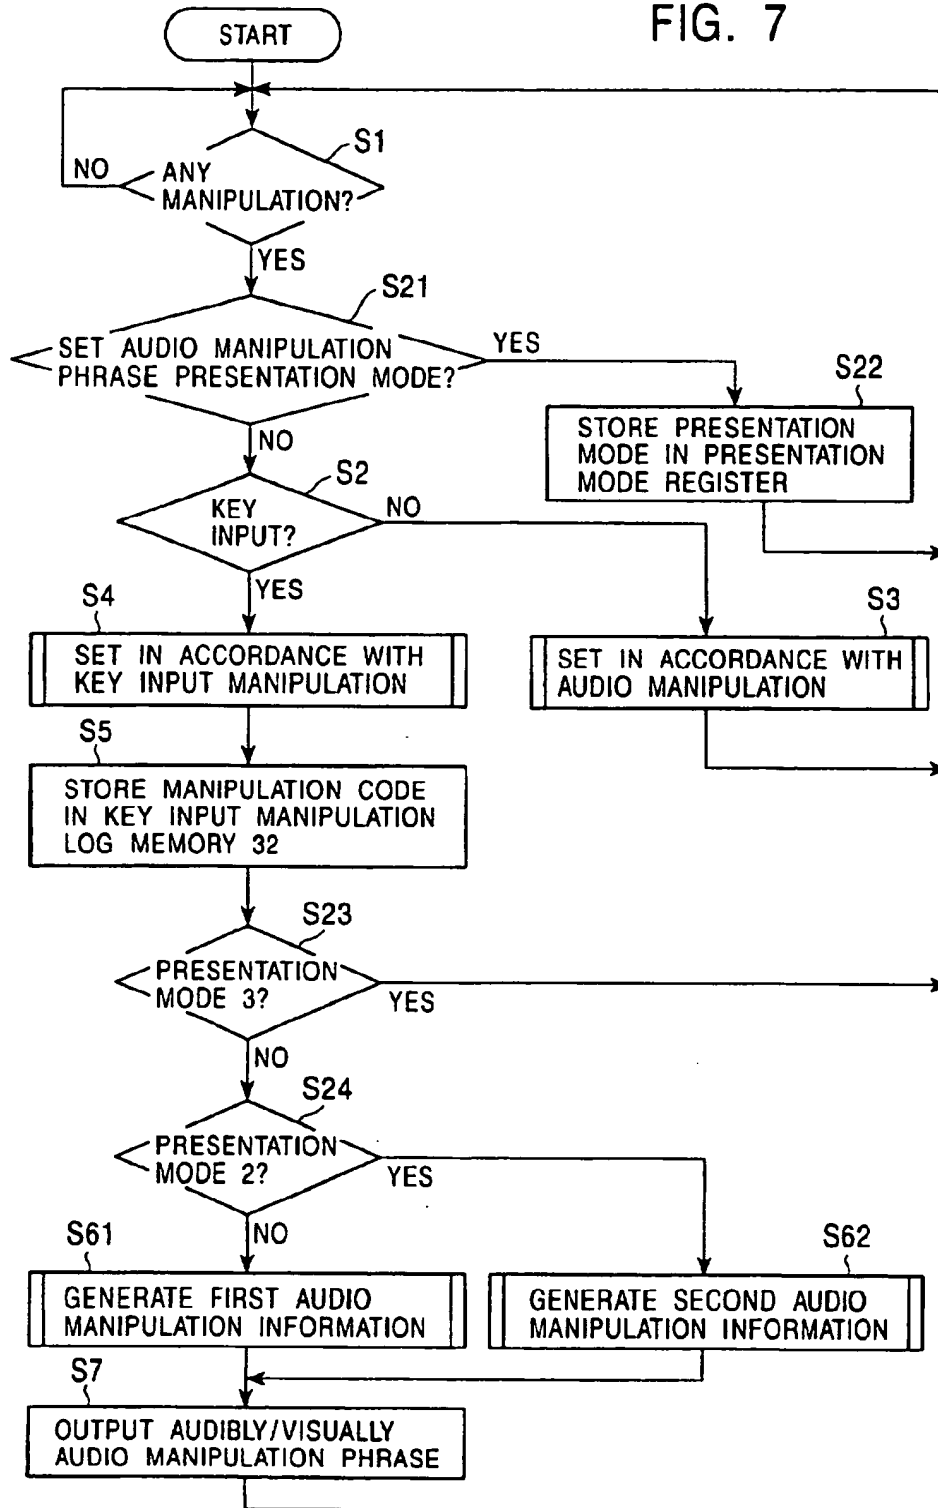 FIG. 7
START
S1
NO
ANY
MANIPULATION?
YES
S21
SET AUDIO MANIPULATION
PHRASE PRESENTATION MODE?
YES
S22
STORE PRESENTATION
MODE IN PRESENTATION
MODE REGISTER
NO
S2
KEY
INPUT?
NO
YES
S4
SET IN ACCORDANCE WITH
KEY INPUT MANIPULATION
S3
SET IN ACCORDANCE WITH
AUDIO MANIPULATION
S5
STORE MANIPULATION CODE
IN KEY INPUT MANIPULATION
LOG MEMORY 32
S23
PRESENTATION
MODE 3?
YES
NO
S24
PRESENTATION
MODE 2?
YES
NO
S61
GENERATE FIRST AUDIO
MANIPULATION INFORMATION
S62
GENERATE SECOND AUDIO
MANIPULATION INFORMATION
S7
OUTPUT AUDIBLY/VISUALLY
AUDIO MANIPULATION PHRASE